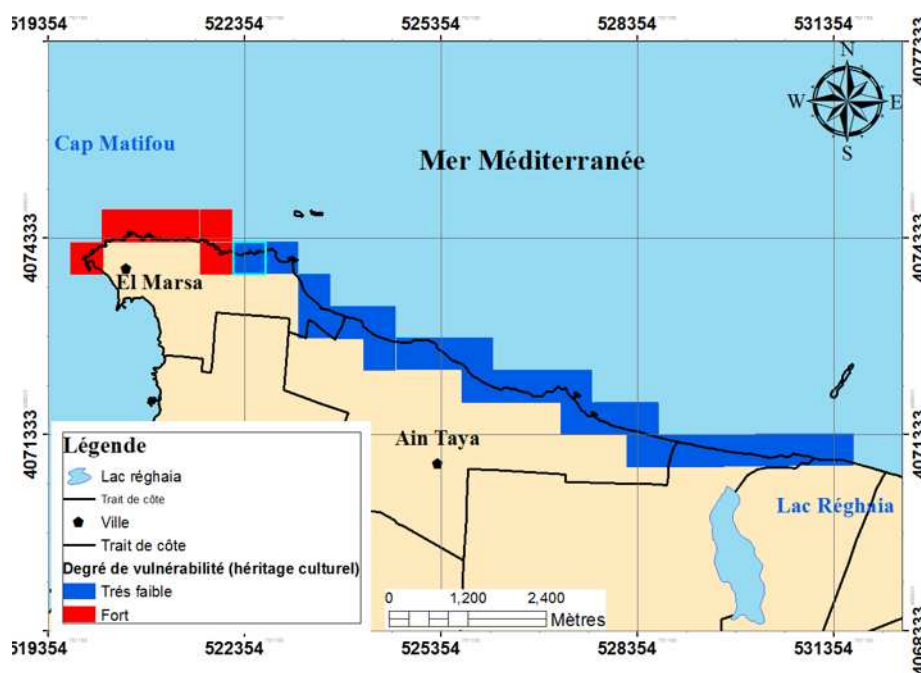 519354 522354 525354 528354 531354
4077333
N
W E
S
Cap Matifou
Mer Méditerranée
4074333 4074333
El Marsa
4071333 4071333
Ain Taya
Lac Réghaia
Légende
Lac réghaia
Trait de côte
Ville
Trait de côte
Degré de vulnérabilité (héritage culturel)
Trés faible
Fort
0 1,200 2,400
Mètres
4068333
519354 522354 525354 528354 531354